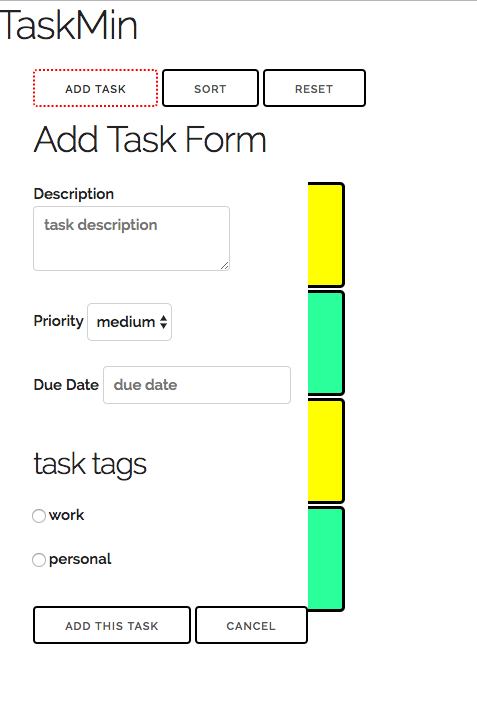 TaskMin
ADD TASK SORT RESET
Add Task Form
Description
task description
Priority medium
Due Date due date
task tags
work
personal
ADD THIS TASK CANCEL